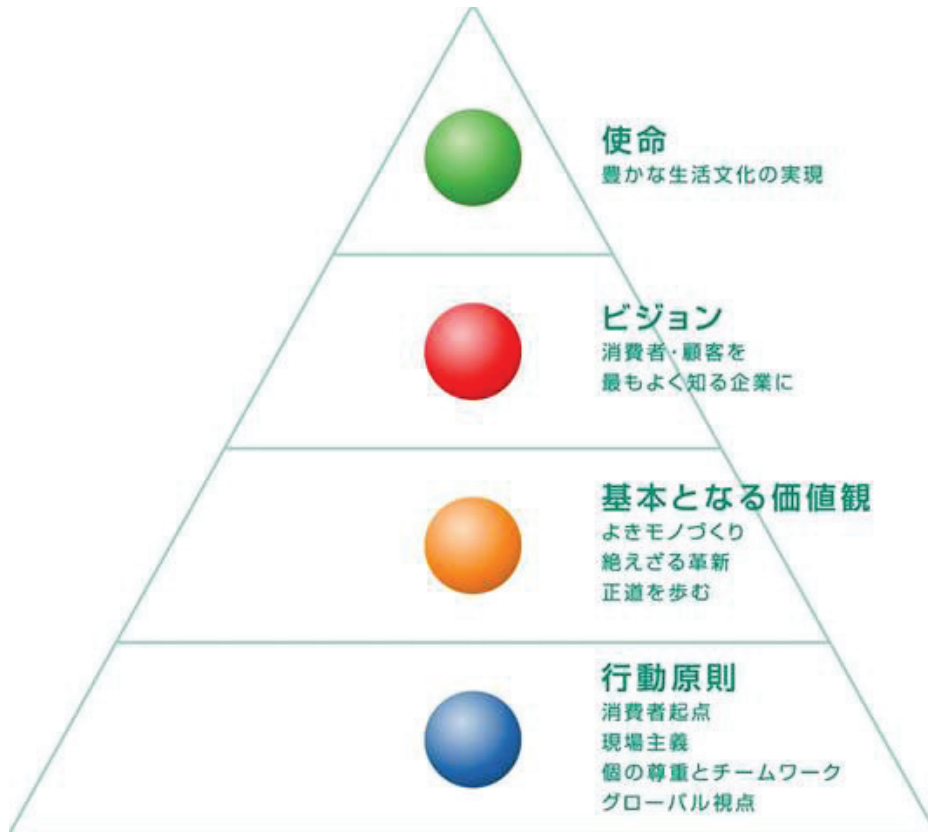 使命
豊かな生活文化の実現
ビジョン
消費者・顧客を
最もよく知る企業に
基本となる価値観
よきモノづくり
絶えざる革新
正道を歩む
行動原則
消費者起点
現場主義
個の尊重とチームワーク
グローバル視点